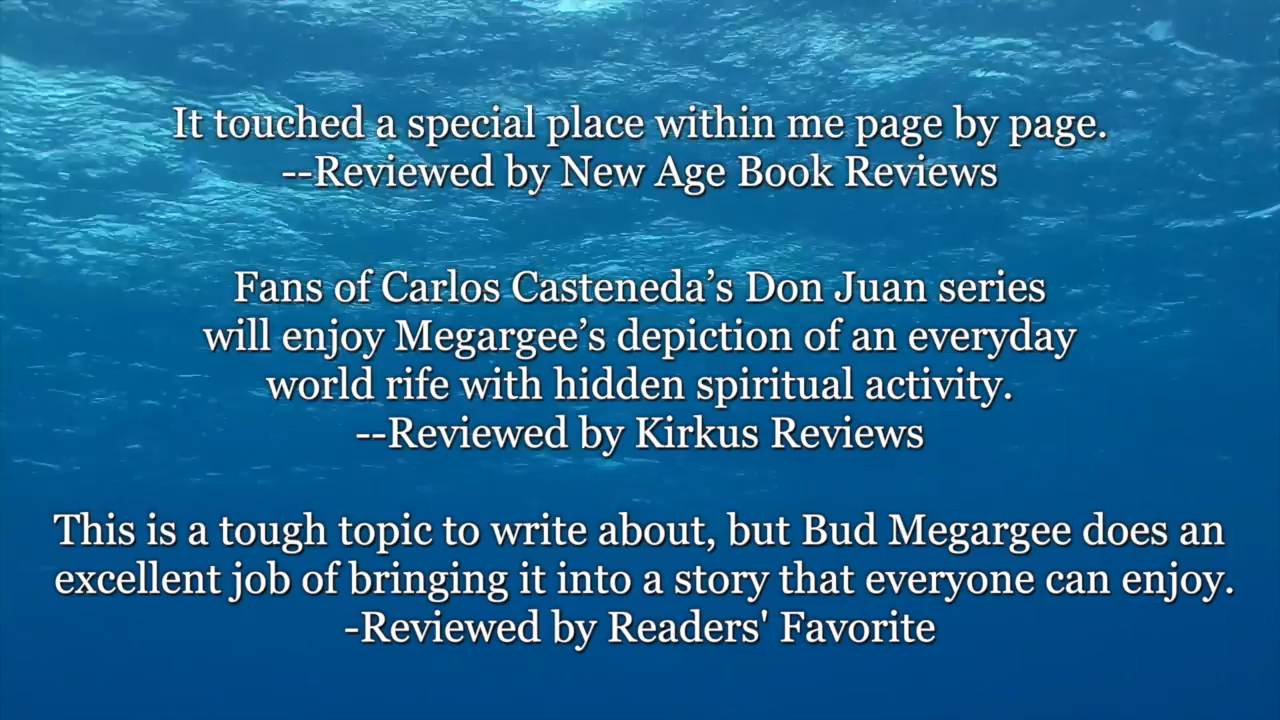 It touched a special place within me page by page.
--Reviewed by New Age Book Reviews
Fans of Carlos Casteneda’s Don Juan series
will enjoy Megargee’s depiction of an everyday
world rife with hidden spiritual activity.
--Reviewed by Kirkus Reviews
This is a tough topic to write about, but Bud Megargee does an
excellent job of bringing it into a story that everyone can enjoy.
-Reviewed by Readers' Favorite